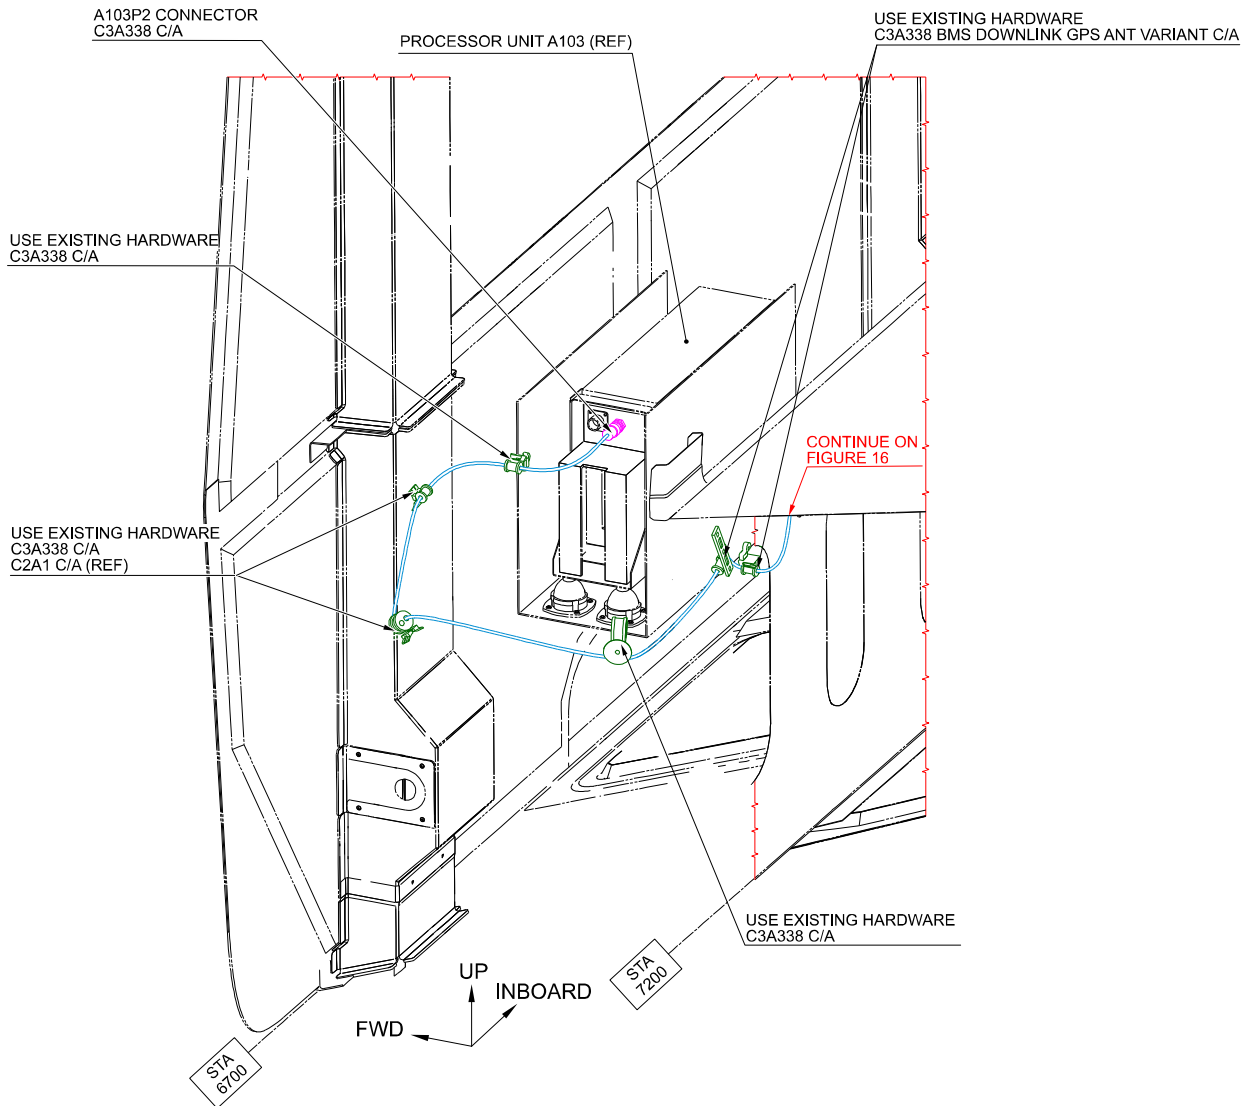 A103P2 CONNECTOR
C3A338 C/A
PROCESSOR UNIT A103 (REF)
USE EXISTING HARDWARE
C3A338 BMS DOWNLINK GPS ANT VARIANT C/A
USE EXISTING HARDWARE
C3A338 C/A
CONTINUE ON
FIGURE 16
USE EXISTING HARDWARE
C3A338 C/A
C2A1 C/A (REF)
USE EXISTING HARDWARE
C3A338 C/A
STA
7200
UP
INBOARD
FWD
STA
6700